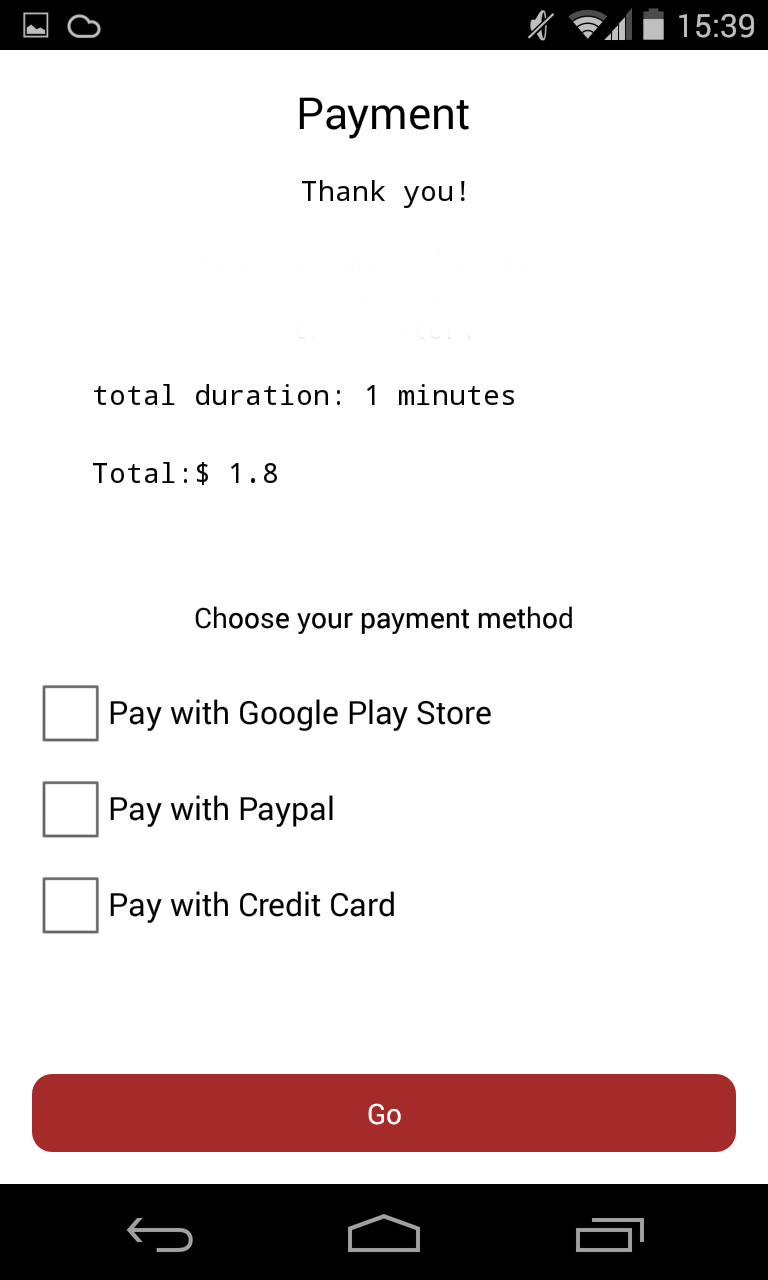 15:39
Payment
Thank you!
total duration: 1 minutes
Total:$ 1.8
Choose your payment method
Pay with Google Play Store
Pay with Paypal
Pay with Credit Card
Go